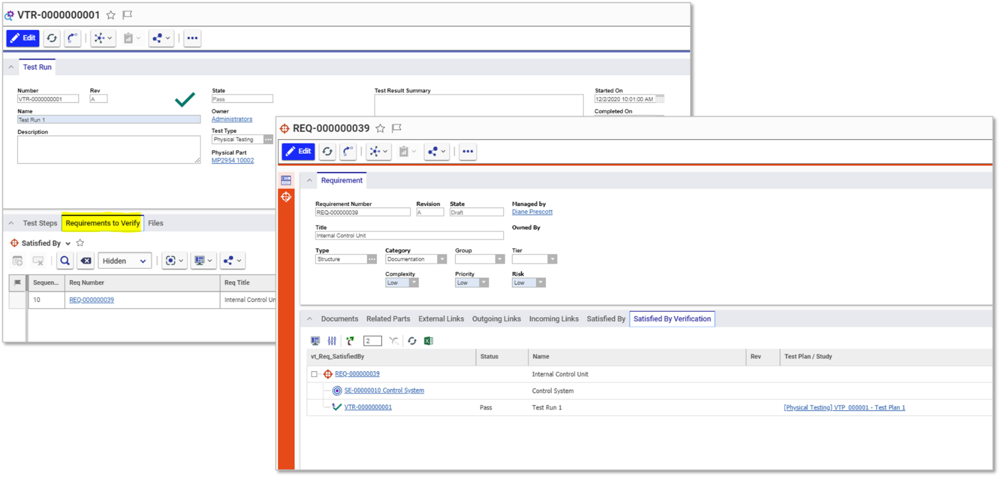 VTR-0000000001
Edit
Test Run
Number
Rev
State
Test Result Summary
Started On
VTR-0000000001
A
Pass
12/2/2020 10:01:00 AM
Name
Owner
Completed On
Test Run 1
Administrators
Description
Test Type
Physical Testing
Physical Part
MP2954 10002
Test Steps
Requirements to Verify
Files
Satisfied By
Hidden
Sequen...
Req Number
Req Title
10
REQ-000000039
Internal Control Un
REQ-000000039
Edit
Requirement
Requirement Number
Revision
State
Managed by
REQ-000000039
A
Draft
Diane Prescott
Title
Owned By
Internal Control Unit
Type
Category
Group
Tier
Structure
Documentation
Complexity
Priority
Risk
Low
Low
Low
Documents
Related Parts
External Links
Outgoing Links
Incoming Links
Satisfied By
Satisfied By Verification
2
vt_Req_SatisfiedBy
Status
Name
Rev
Test Plan / Study
REQ-000000039
Internal Control Unit
SE-00000010 Control System
Control System
VTR-0000000001
Pass
Test Run 1
[Physical Testing] VTP_000001 - Test Plan 1